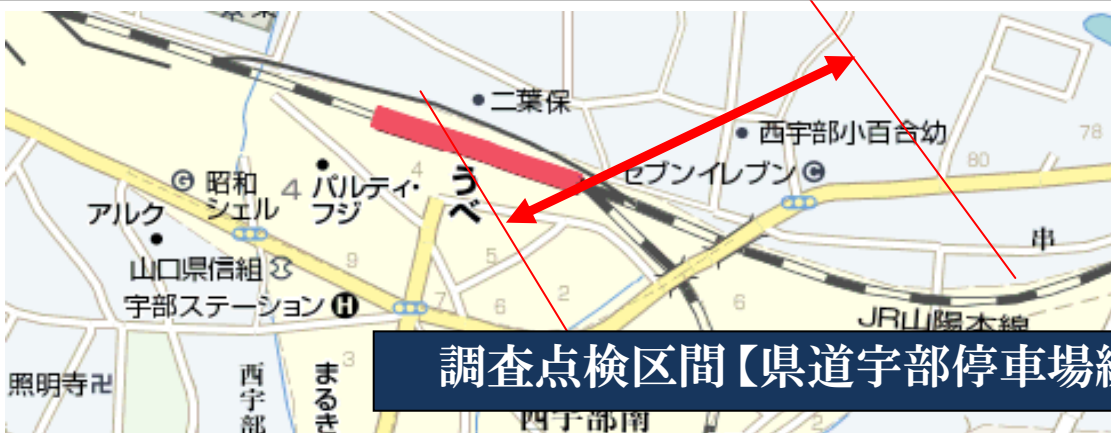 二葉保
西宇部小百合幼
78
80
セブンイレブン
うべ
4
昭和
シェル
4
パルティ・
フジ
アルク
5
串
山口県信組
9
宇部ステーション
H
7
6
2
6
JR山陽本線
調査点検区間【県道宇部停車場
照明寺
西宇部
3
まるき
西宇部南
2